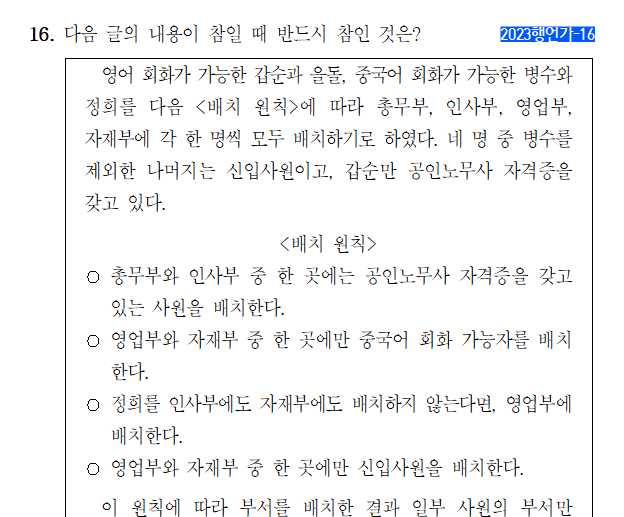 16. 다음 글의 내용이 참일 때 반드시 참인 것은? 2023행언가-16
영어 회화가 가능한 갑순과 을돌, 중국어 회화가 가능한 병수와
정희를 다음 <배치 원칙>에 따라 총무부, 인사부, 영업부,
자재부에 각 한 명씩 모두 배치하기로 하였다. 네 명 중 병수를
제외한 나머지는 신입사원이고, 갑순만 공인노무사 자격증을
갖고 있다.
<배치 원칙>
○ 총무부와 인사부 중 한 곳에는 공인노무사 자격증을 갖고
있는 사원을 배치한다.
○ 영업부와 자재부 중 한 곳에만 중국어 회화 가능자를 배치
한다.
○ 정희를 인사부에도 자재부에도 배치하지 않는다면, 영업부에
배치한다.
○ 영업부와 자재부 중 한 곳에만 신입사원을 배치한다.
이 원칙에 따라 부서를 배치한 결과 일부 사원의 부서만